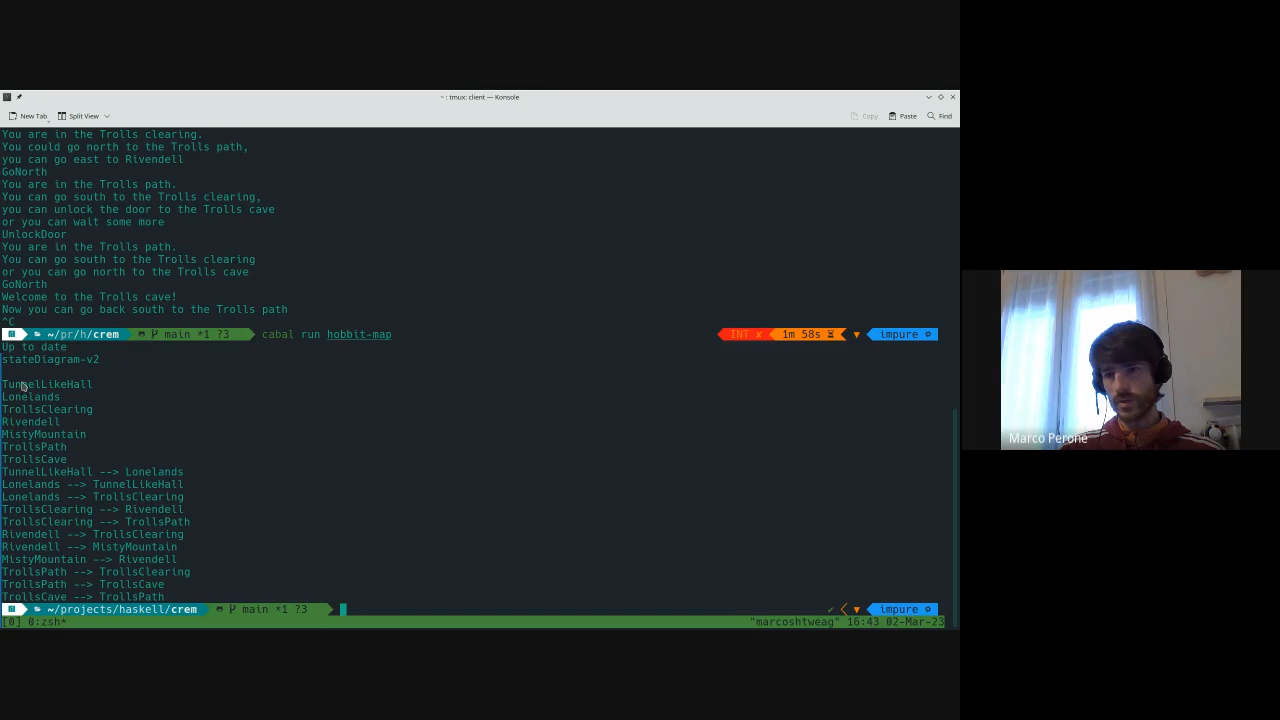 ~ : tmux: client — Konsole
New Tab Split View Copy Paste Find
You are in the Trolls clearing.
You could go north to the Trolls path,
you can go east to Rivendell
GoNorth
You are in the Trolls path.
You can go south to the Trolls clearing,
you can unlock the door to the Trolls cave
or you can wait some more
UnlockDoor
You are in the Trolls path.
You can go south to the Trolls clearing
or you can go north to the Trolls cave
GoNorth
Welcome to the Trolls cave!
Now you can go back south to the Trolls path
^C
~/pr/h/crem main *1 ?3 cabal run hobbit-map INT ✘ 1m 58s impure
Up to date
stateDiagram-v2
TunnelLikeHall
Lonelands
TrollsClearing
Rivendell
MistyMountain
TrollsPath
TrollsCave
TunnelLikeHall --> Lonelands
Lonelands --> TunnelLikeHall
Lonelands --> TrollsClearing
TrollsClearing --> Rivendell
TrollsClearing --> TrollsPath
Rivendell --> TrollsClearing
Rivendell --> MistyMountain
MistyMountain --> Rivendell
TrollsPath --> TrollsClearing
TrollsPath --> TrollsCave
TrollsCave --> TrollsPath
~/projects/haskell/crem main *1 ?3 ✓ impure
[0] 0:zsh* "marcoshtweag" 16:43 02-Mar-23
Marco Perone